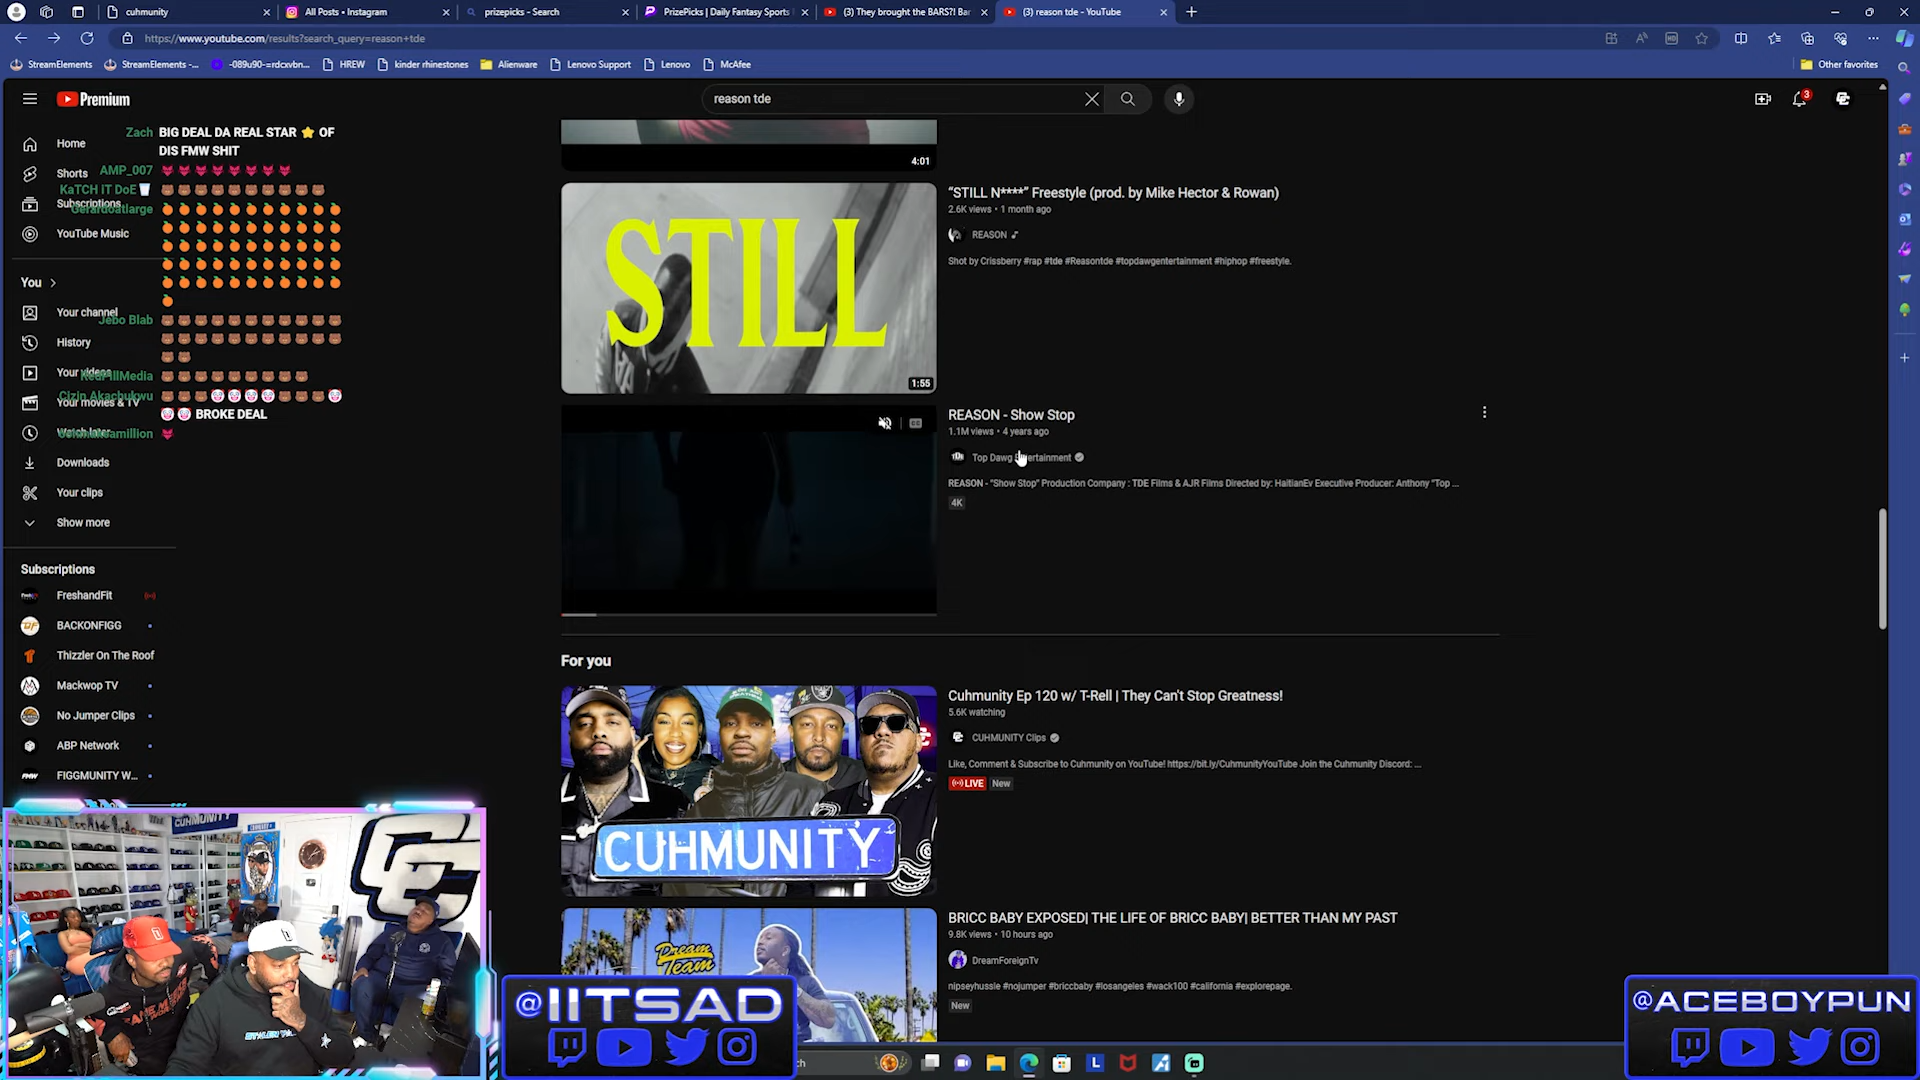 cuhmunity
All Posts • Instagram
prizepicks - Search
PrizePicks | Daily Fantasy Sports
(3) They brought the BARS?! Bar
(3) reason tde - YouTube
https://www.youtube.com/results?search_query=reason+tde
StreamElements
StreamElements -...
-089u90-=rdcxvbn...
HREW
kinder rhinestones
Alienware
Lenovo Support
Lenovo
McAfee
Other favorites
Premium
reason tde
3
Home
Shorts
Subscriptions
YouTube Music
You
Your channel
History
Your videos
Your movies & TV
Watch later
Downloads
Your clips
Show more
Subscriptions
FreshandFit
BACKONFIGG
Thizzler On The Roof
Mackwop TV
No Jumper Clips
ABP Network
FIGGMUNITY W...
Zach BIG DEAL DA REAL STAR ⭐ OF
DIS FMW SHIT
AMP_007
KaTCH iT DoE
Gerardoatlarge
Jebo Blab
RedPillMedia
Cizin Akachukwu
BROKE DEAL
4:01
STILL
1:55
"STILL N****" Freestyle (prod. by Mike Hector & Rowan)
2.6K views • 1 month ago
REASON
Shot by Crissberry #rap #tde #Reasontde #topdawgentertainment #hiphop #freestyle.
REASON - Show Stop
1.1M views • 4 years ago
Top Dawg Entertainment
REASON - "Show Stop" Production Company : TDE Films & AJR Films Directed by: HaitianEv Executive Producer: Anthony "Top ...
4K
For you
CUHMUNITY
Cuhmunity Ep 120 w/ T-Rell | They Can't Stop Greatness!
5.6K watching
CUHMUNITY Clips
Like, Comment & Subscribe to Cuhmunity on YouTube! https://bit.ly/CuhmunityYouTube Join the Cuhmunity Discord: ...
LIVE
New
Dream
Team
BRICC BABY EXPOSED| THE LIFE OF BRICC BABY| BETTER THAN MY PAST
9.8K views • 10 hours ago
DreamForeignTv
nipseyhussle #nojumper #briccbaby #losangeles #wack100 #california #explorepage.
New
CUHMUNITY
CC
@IITSAD
@ACEBOYPUN